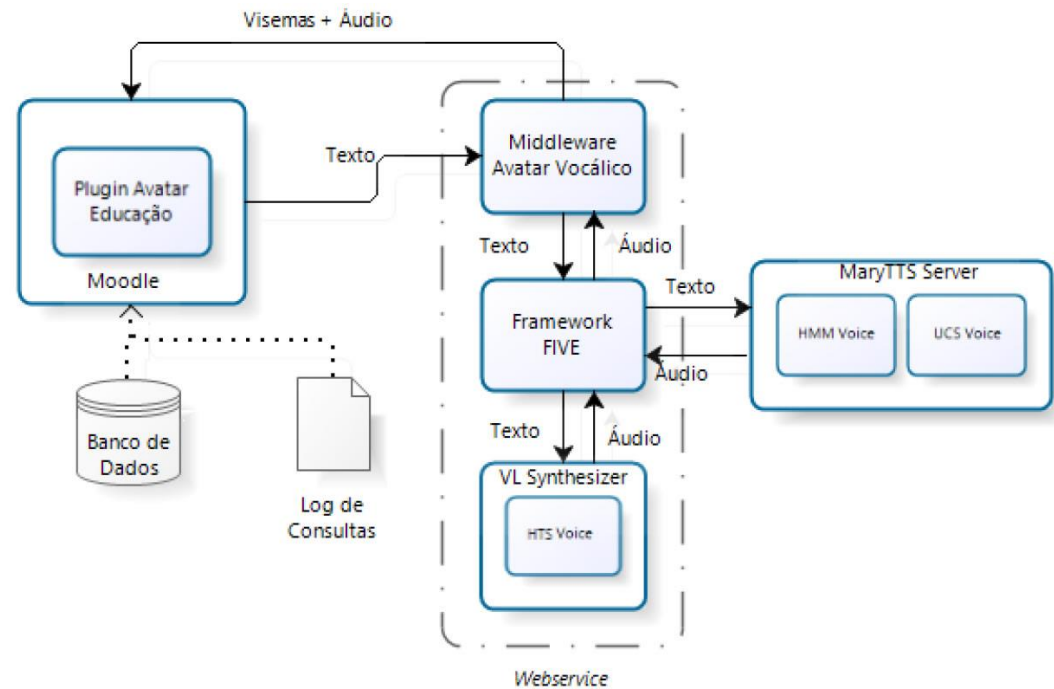 Visemas + Áudio
Middleware
Avatar Vocálico
Texto
Plugin Avatar
Educação
Moodle
Texto
Áudio
MaryTTS Server
Texto
Framework
FIVE
HMM Voice
UCS Voice
Áudio
Banco de
Dados
Texto
Áudio
VL Synthesizer
Log de
Consultas
HTS Voice
Webservice